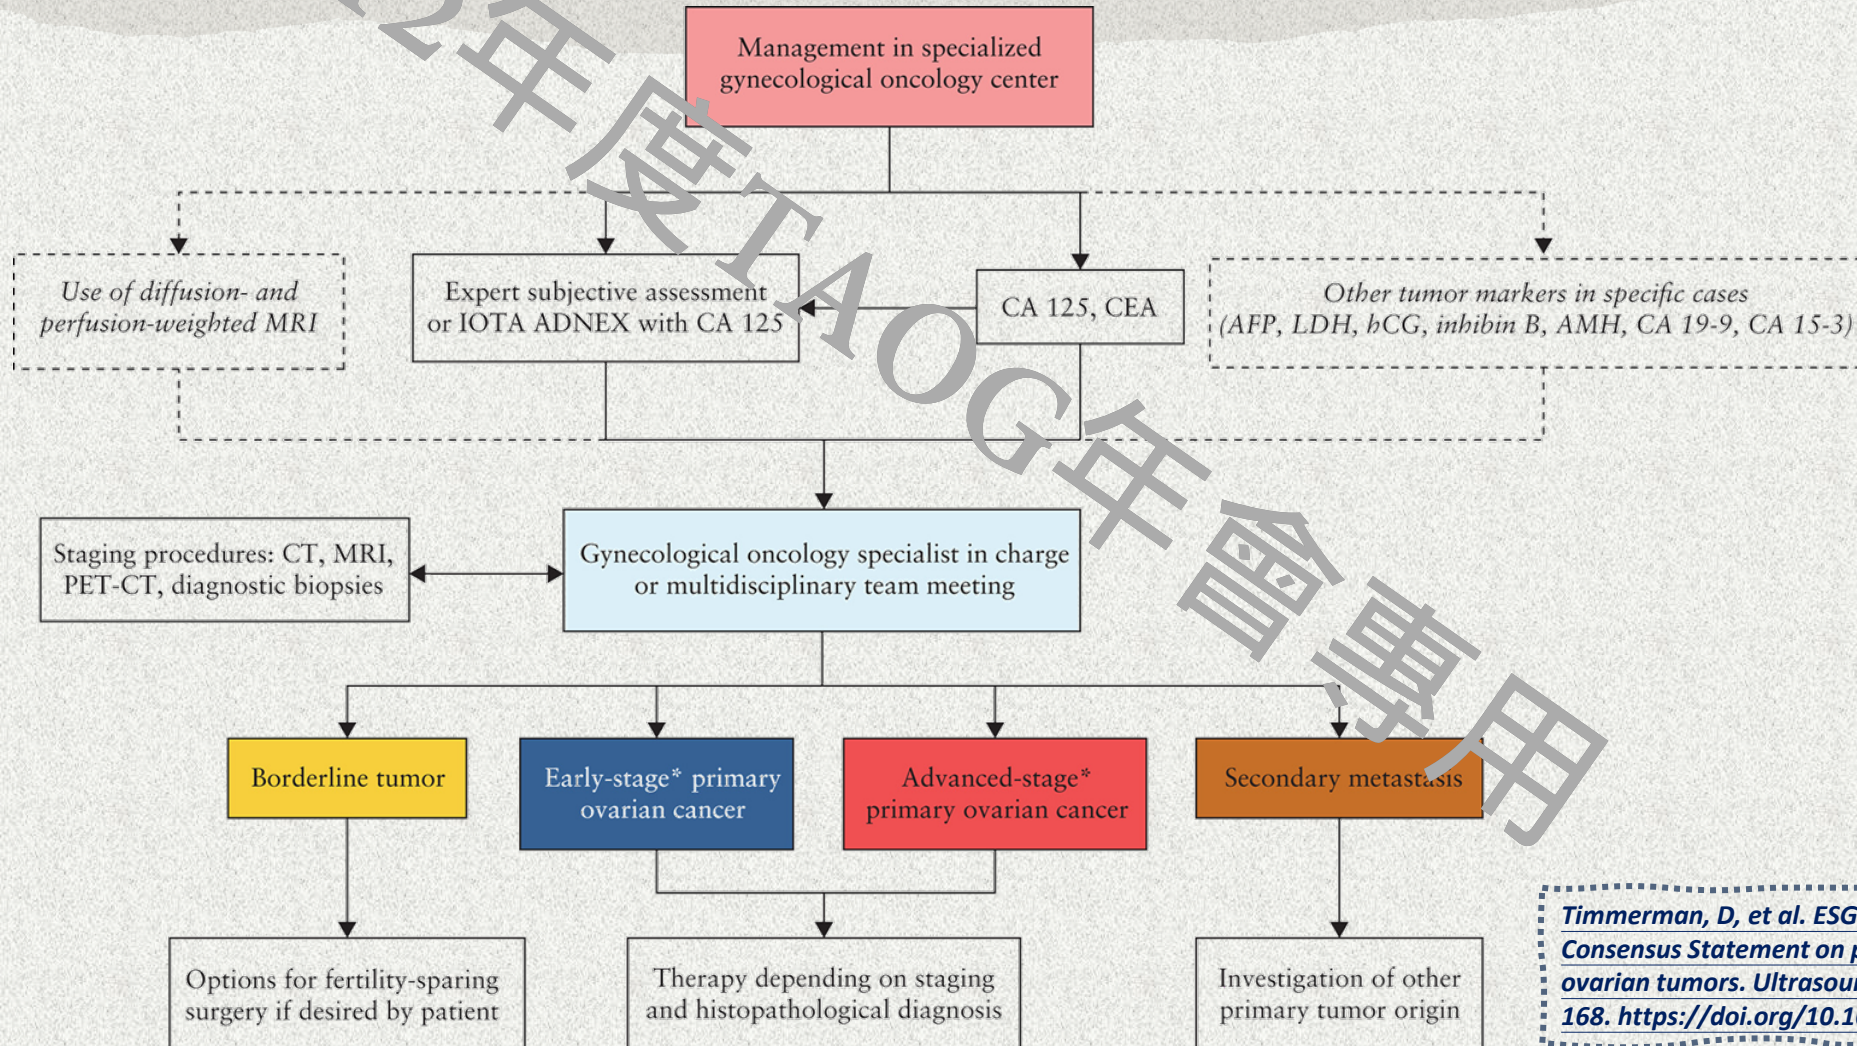 2年度TAOG年會專用
Management in specialized
gynecological oncology center
Use of diffusion- and
perfusion-weighted MRI
Expert subjective assessment
or IOTA ADNEX with CA 125
CA 125, CEA
Other tumor markers in specific cases
(AFP, LDH, hCG, inhibin B, AMH, CA 19-9, CA 15-3)
Staging procedures: CT, MRI,
PET-CT, diagnostic biopsies
Gynecological oncology specialist in charge
or multidisciplinary team meeting
Borderline tumor
Early-stage* primary
ovarian cancer
Advanced-stage*
primary ovarian cancer
Secondary metastasis
Options for fertility-sparing
surgery if desired by patient
Therapy depending on staging
and histopathological diagnosis
Investigation of other
primary tumor origin
Timmerman, D, et al. ESG
Consensus Statement on p
ovarian tumors. Ultrasour
168. https://doi.org/10.10